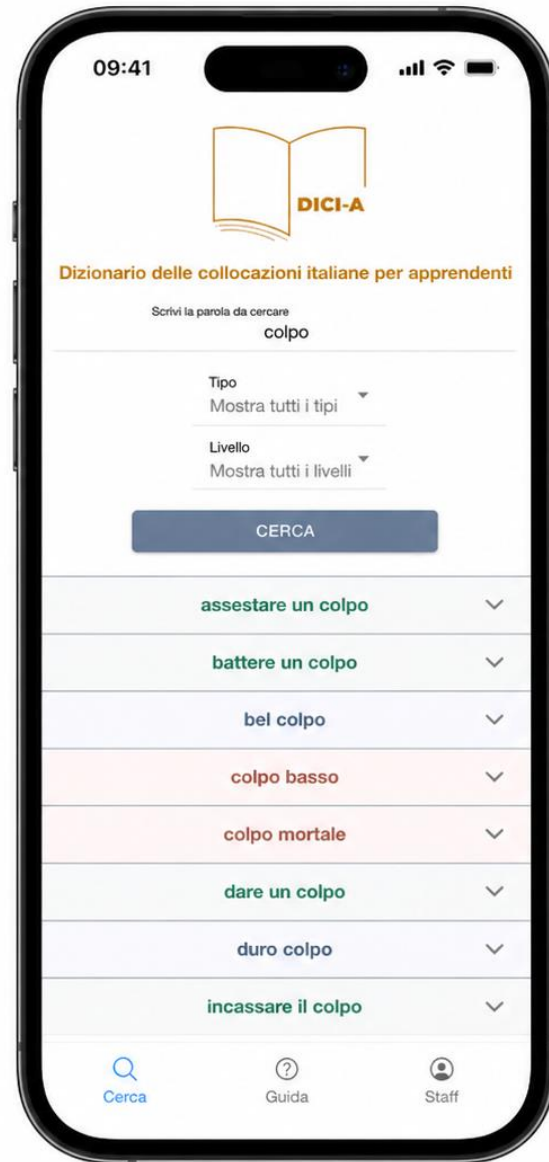 09:41
DICI-A
Dizionario delle collocazioni italiane per apprendenti
Scrivi la parola da cercare
colpo
Tipo
Mostra tutti i tipi
Livello
Mostra tutti i livelli
CERCA
assestare un colpo
battere un colpo
bel colpo
colpo basso
colpo mortale
dare un colpo
duro colpo
incassare il colpo
Cerca
Guida
Staff